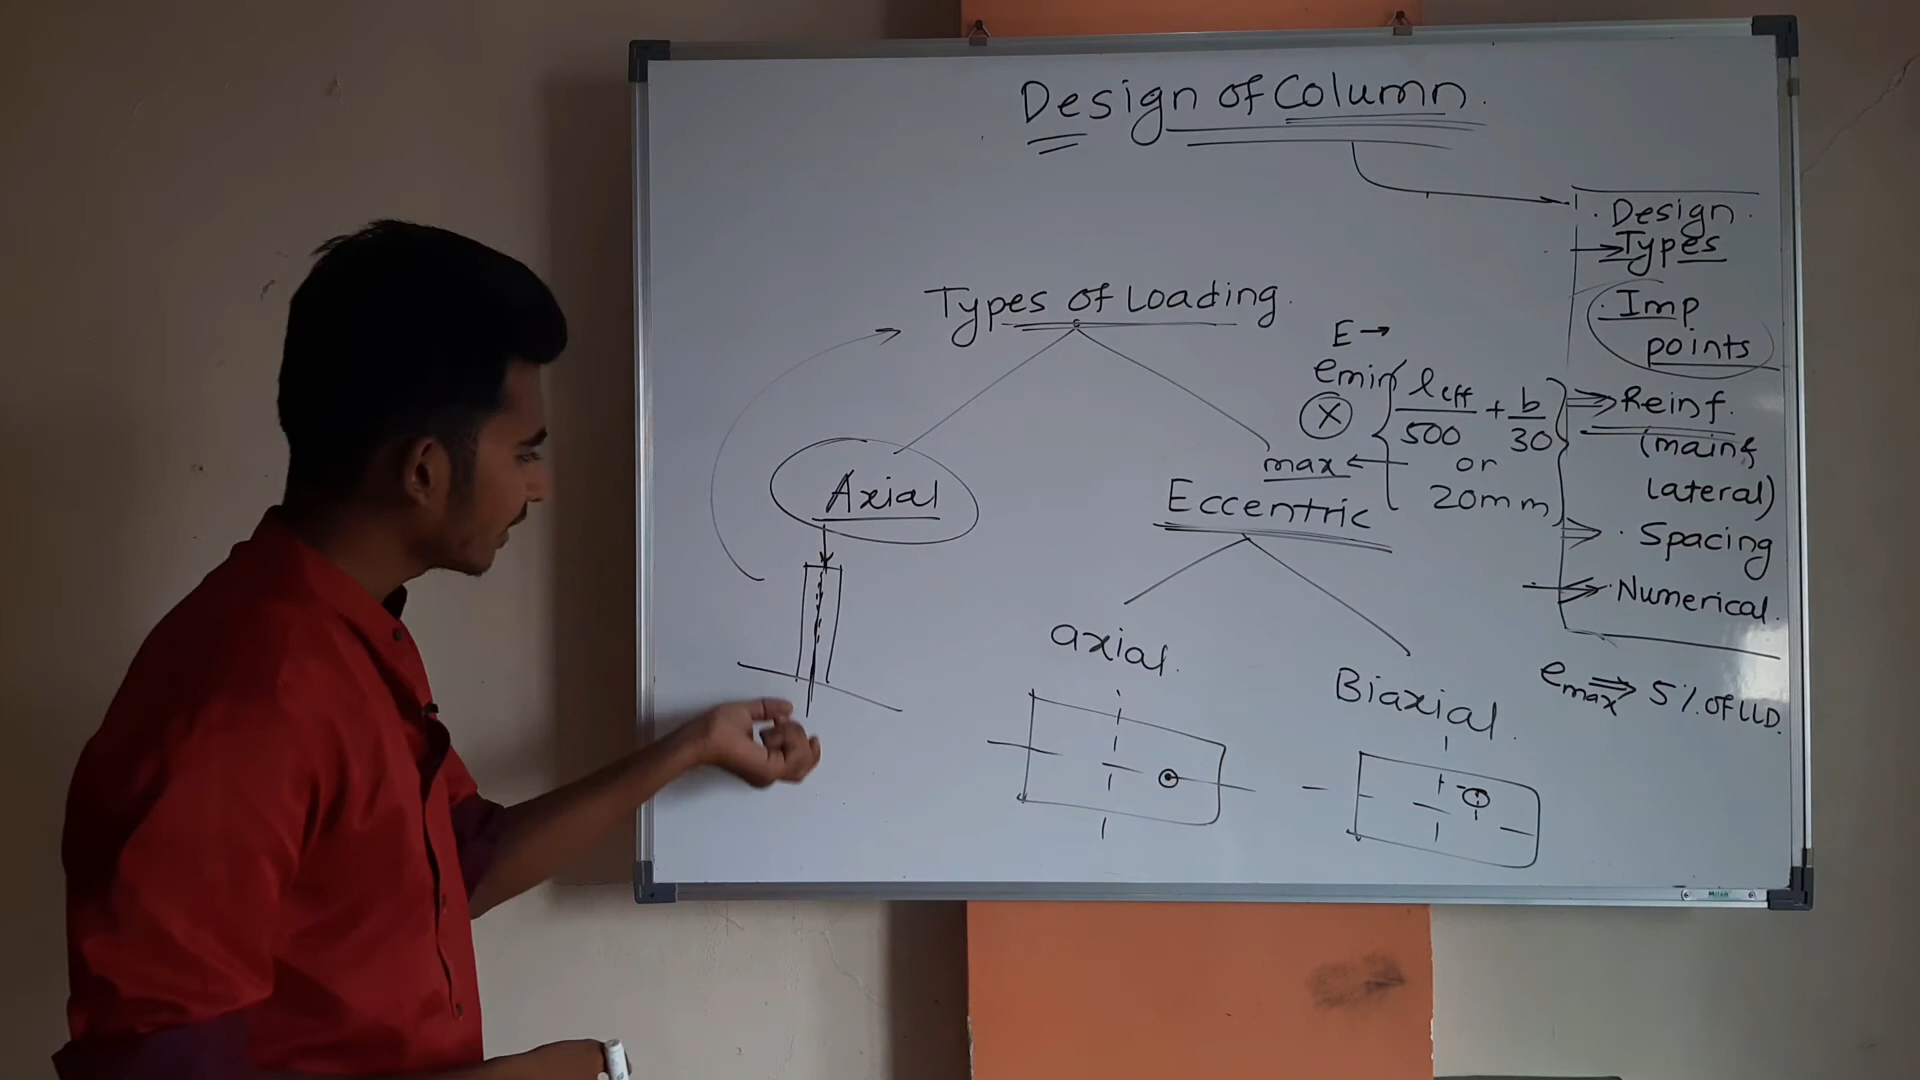 Design of Column.
. Design.
Types
. Imp
points
Reinf.
(main &
lateral)
. Spacing
. Numerical.
Types of Loading.
E →
emin { leff/500 + b/30 }
X
max ← or
20mm
Axial
Eccentric
axial.
Biaxial.
emax ⇒ 5% of LLD.